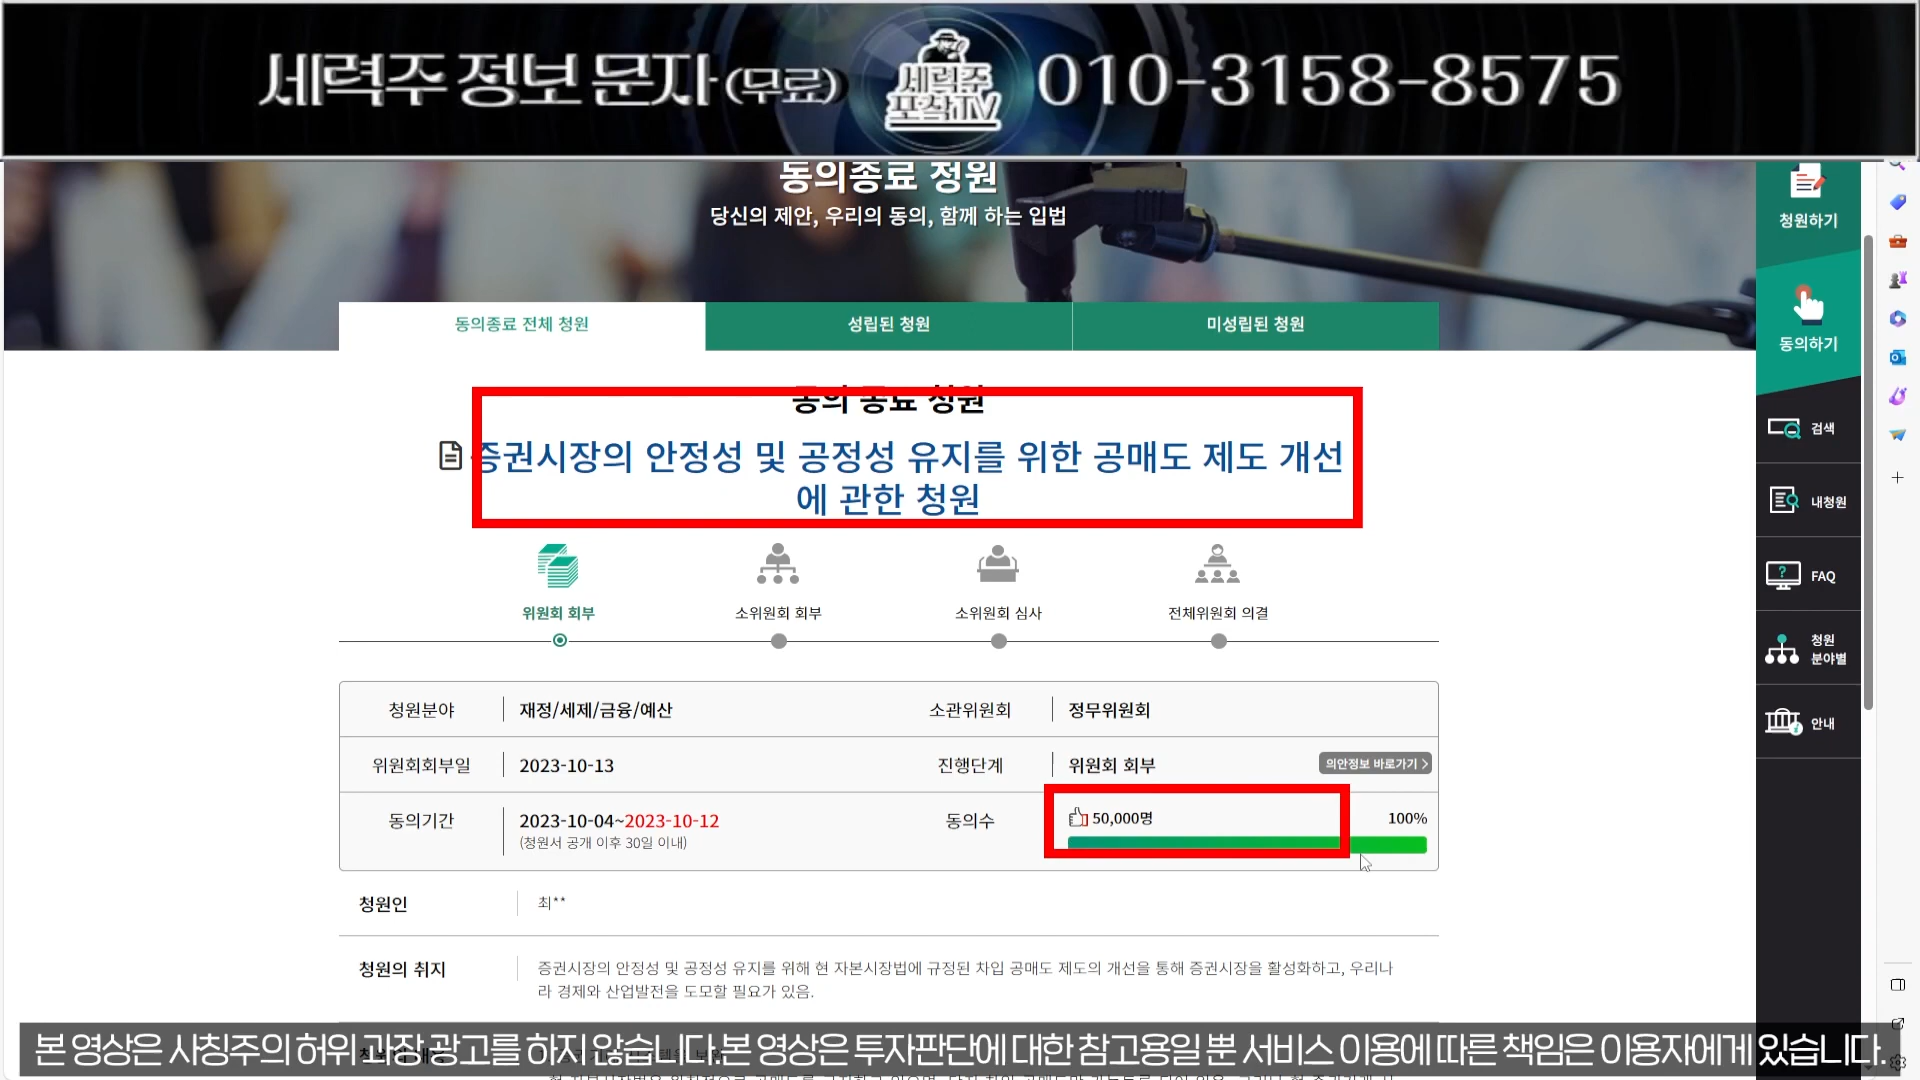 세력주 정보 문자 (무료)
세력주
포착TV
010-3158-8575
동의종료 청원
당신의 제안, 우리의 동의, 함께 하는 입법
청원하기
동의하기
검색
내청원
FAQ
청원
분야별
안내
동의종료 전체 청원
성립된 청원
미성립된 청원
동의 종료 청원
증권시장의 안정성 및 공정성 유지를 위한 공매도 제도 개선
에 관한 청원
위원회 회부
소위원회 회부
소위원회 심사
전체위원회 의결
청원분야
재정/세제/금융/예산
소관위원회
정무위원회
위원회회부일
2023-10-13
진행단계
위원회 회부
의안정보 바로가기 >
동의기간
2023-10-04~2023-10-12
(청원서 공개 이후 30일 이내)
동의수
50,000명
100%
청원인
최**
청원의 취지
증권시장의 안정성 및 공정성 유지를 위해 현 자본시장법에 규정된 차입 공매도 제도의 개선을 통해 증권시장을 활성화하고, 우리나
라 경제와 산업발전을 도모할 필요가 있음.
본 영상은 사칭주의 허위 과장 광고를 하지 않습니다.본 영상은 투자판단에 대한 참고용일 뿐 서비스 이용에 따른 책임은 이용자에게 있습니다.